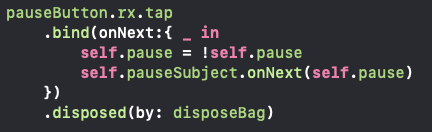 pauseButton.rx.tap
    .bind(onNext:{ _ in
        self.pause = !self.pause
        self.pauseSubject.onNext(self.pause)
    })
    .disposed(by: disposeBag)